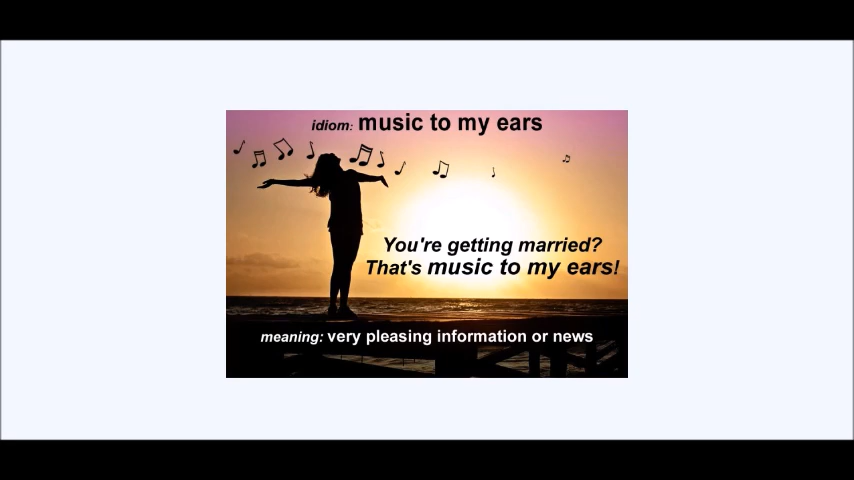 idiom: music to my ears
You're getting married?
That's music to my ears!
meaning: very pleasing information or news